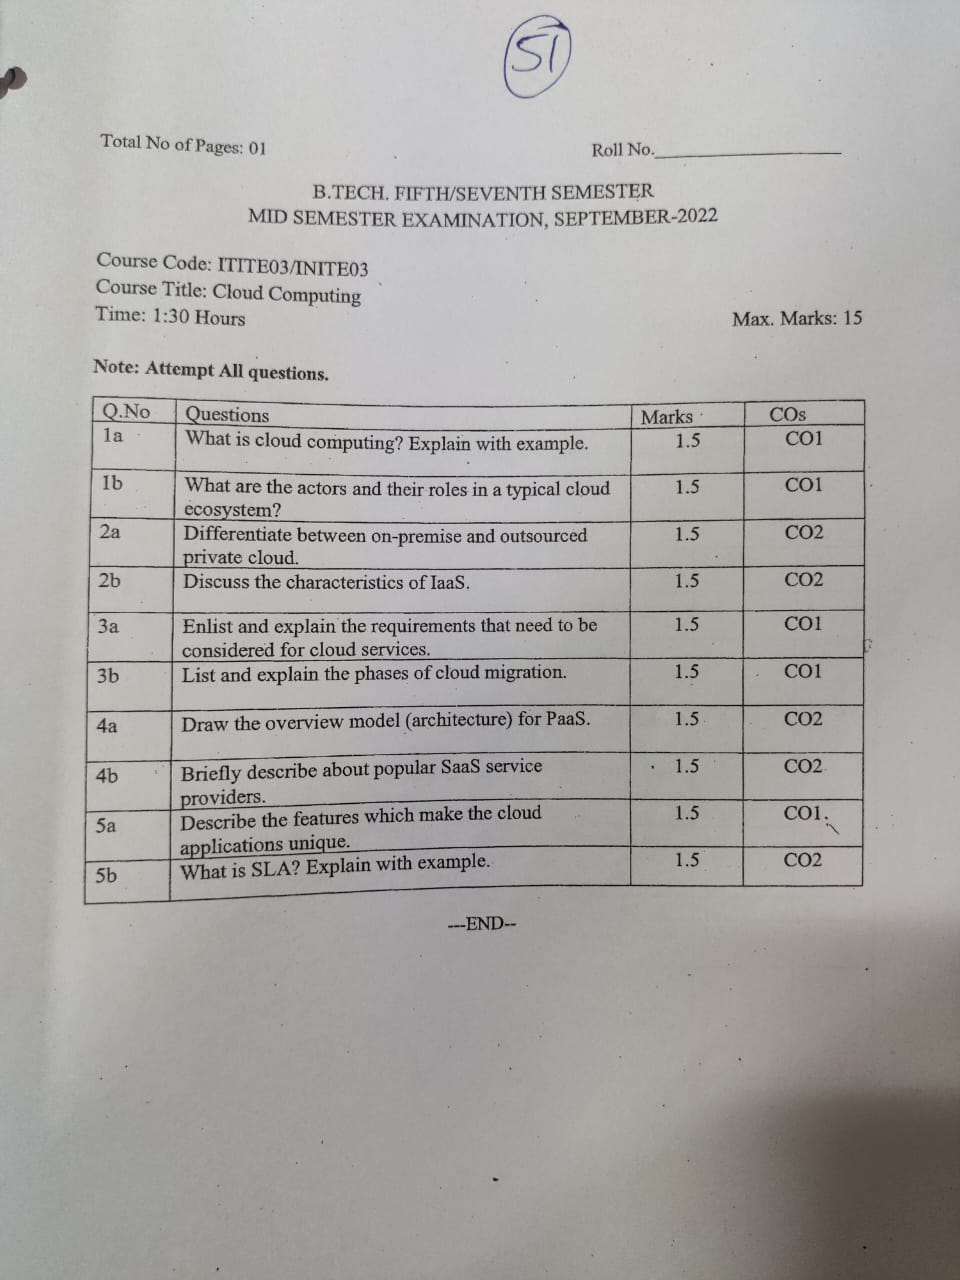 51
Total No of Pages: 01 Roll No.
B.TECH. FIFTH/SEVENTH SEMESTER
MID SEMESTER EXAMINATION, SEPTEMBER-2022
Course Code: ITITE03/INITE03
Course Title: Cloud Computing
Time: 1:30 Hours Max. Marks: 15
Note: Attempt All questions.
Q.No Questions Marks COs
1a What is cloud computing? Explain with example. 1.5 CO1
1b What are the actors and their roles in a typical cloud 1.5 CO1
ecosystem?
2a Differentiate between on-premise and outsourced 1.5 CO2
private cloud.
2b Discuss the characteristics of IaaS. 1.5 CO2
3a Enlist and explain the requirements that need to be 1.5 CO1
considered for cloud services.
3b List and explain the phases of cloud migration. 1.5 CO1
4a Draw the overview model (architecture) for PaaS. 1.5 CO2
4b Briefly describe about popular SaaS service 1.5 CO2
providers.
5a Describe the features which make the cloud 1.5 CO1
applications unique.
5b What is SLA? Explain with example. 1.5 CO2
---END--